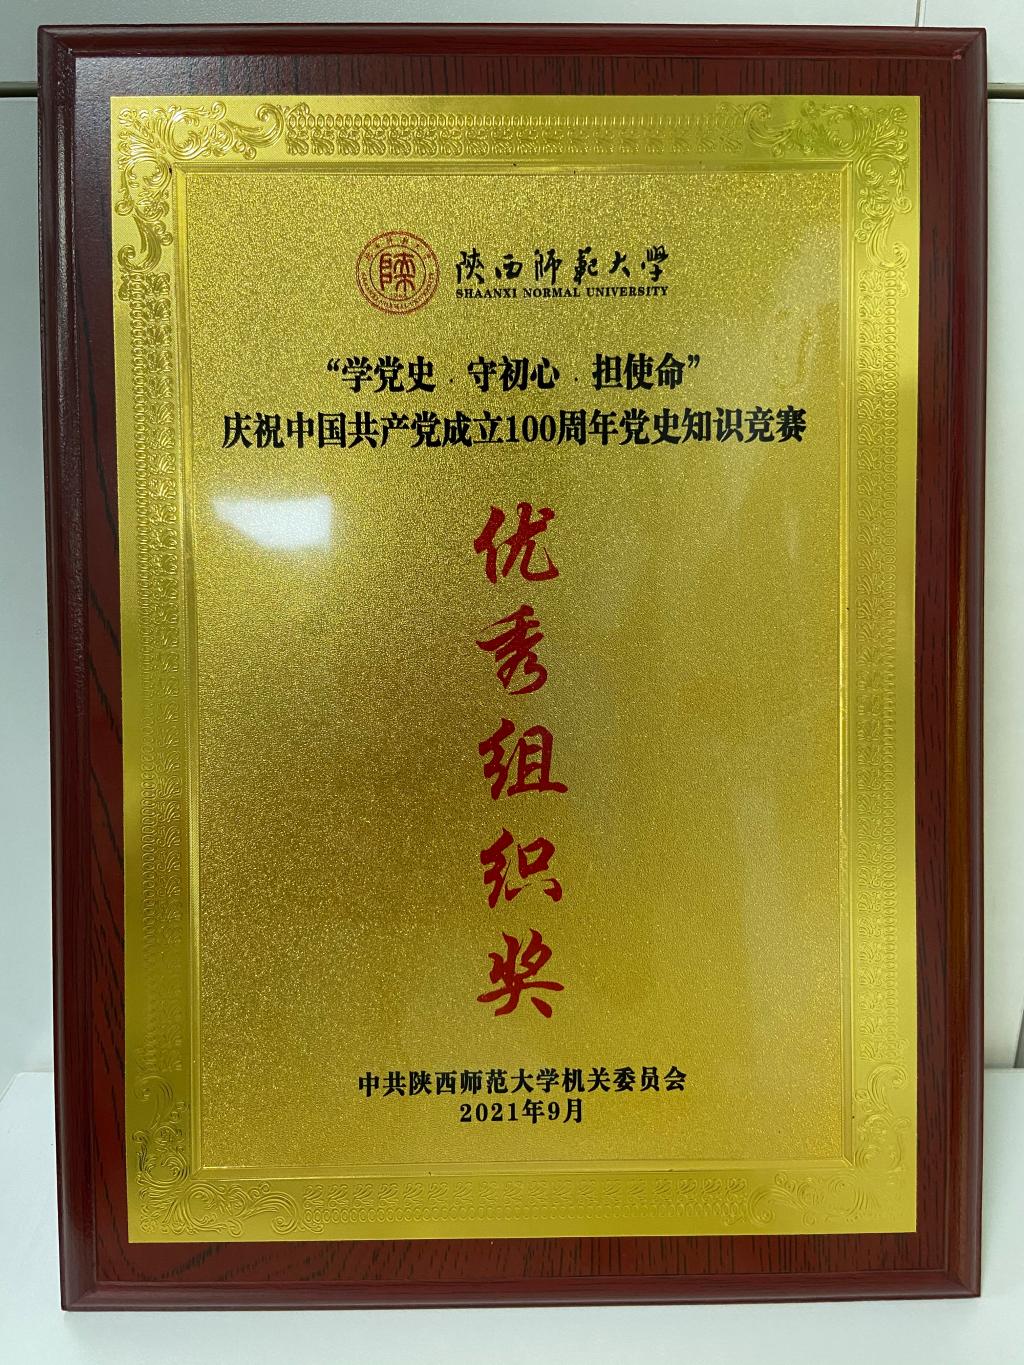 陕
陕西师范大学
SHAANXI NORMAL UNIVERSITY
“学党史·守初心·担使命”
庆祝中国共产党成立100周年党史知识竞赛
优
秀
组
织
奖
中共陕西师范大学机关委员会
2021年9月